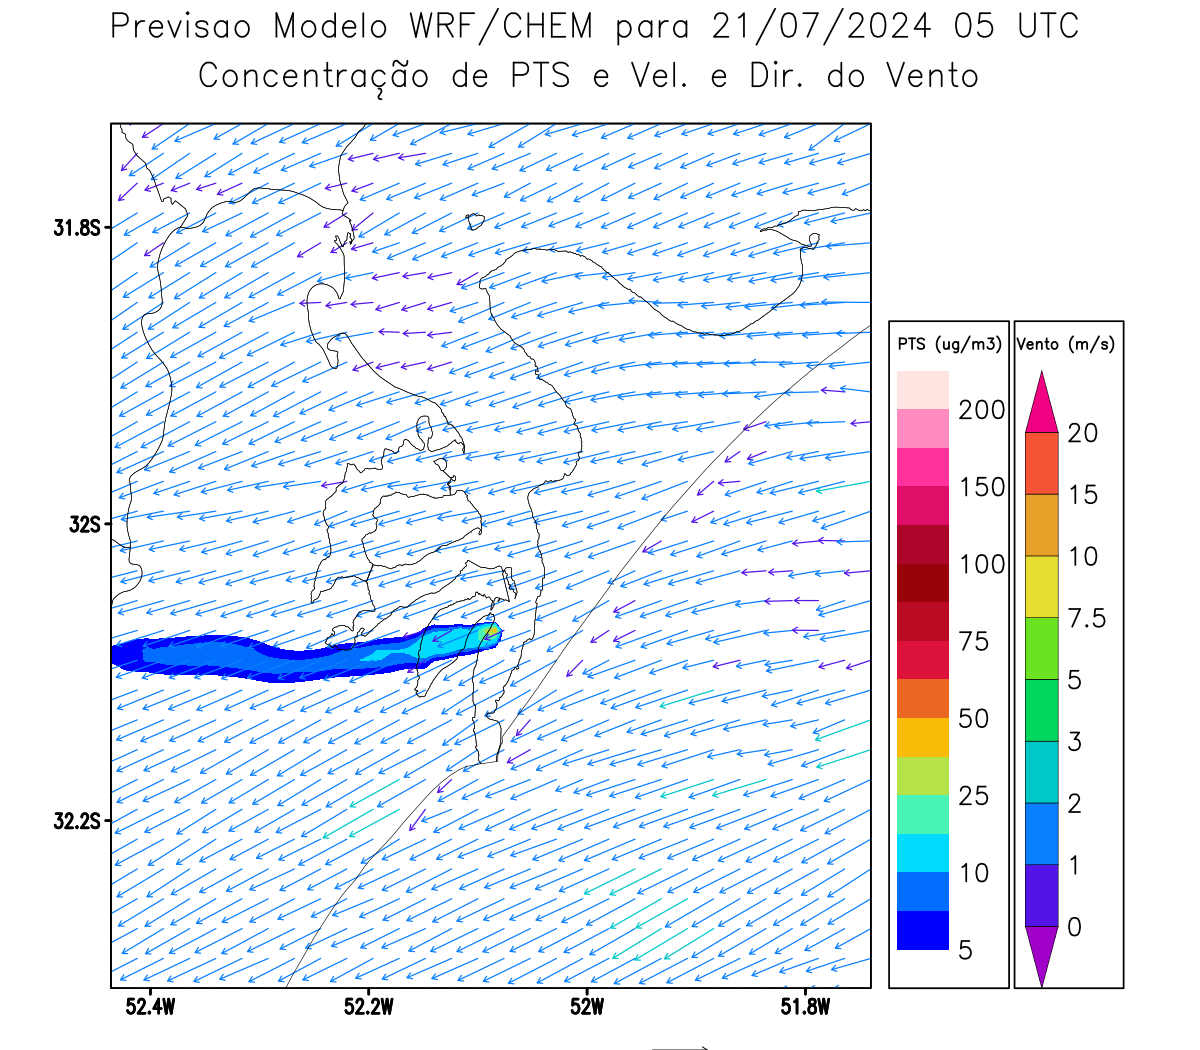 Previsao Modelo WRF/CHEM para 21/07/2024 05 UTC
Concentração de PTS e Vel. e Dir. do Vento
31.8S
32S
32.2S
52.4W
52.2W
52W
51.8W
PTS (ug/m3)
200
150
100
75
50
25
10
5
Vento (m/s)
20
15
10
7.5
5
3
2
1
0